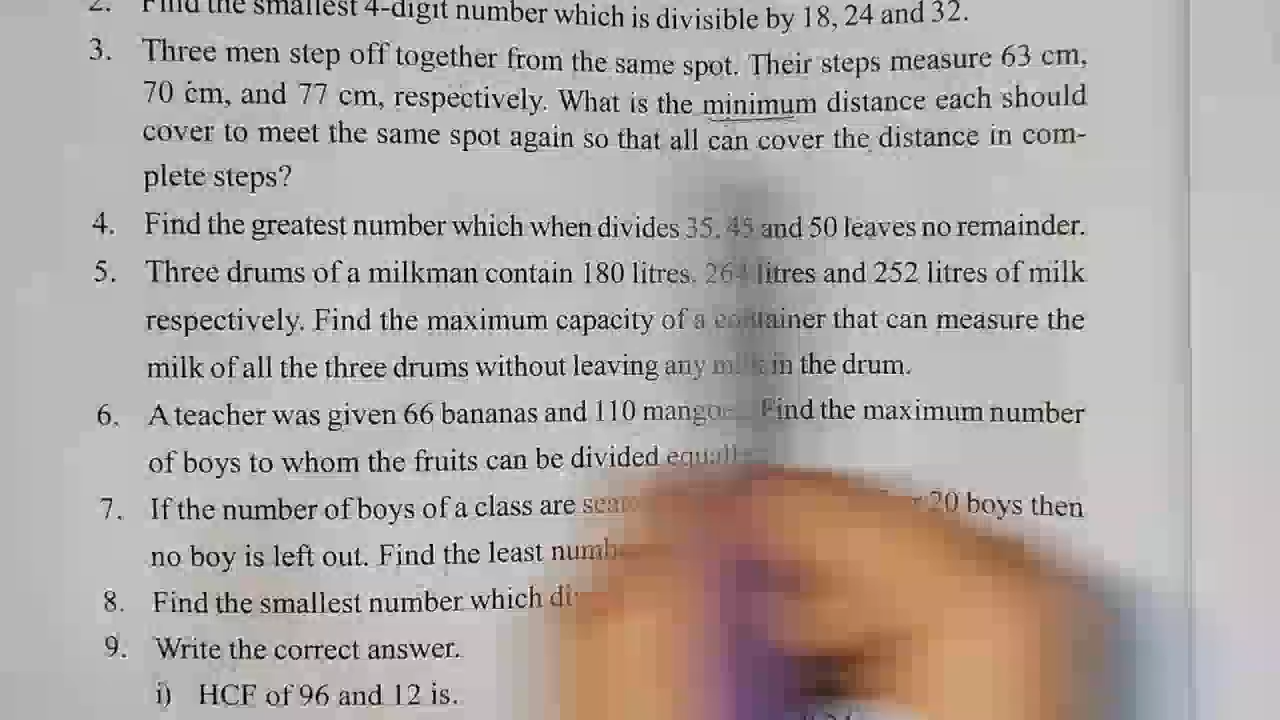 2. Find the smallest 4-digit number which is divisible by 18, 24 and 32.
3. Three men step off together from the same spot. Their steps measure 63 cm,
70 cm, and 77 cm, respectively. What is the minimum distance each should
cover to meet the same spot again so that all can cover the distance in com-
plete steps?
4. Find the greatest number which when divides 35, 45 and 50 leaves no remainder.
5. Three drums of a milkman contain 180 litres, 264 litres and 252 litres of milk
respectively. Find the maximum capacity of a container that can measure the
milk of all the three drums without leaving any milk in the drum.
6. A teacher was given 66 bananas and 110 mangoes. Find the maximum number
of boys to whom the fruits can be divided equally
7. If the number of boys of a class are 20 boys then
no boy is left out. Find the least
8. Find the smallest number which
9. Write the correct answer.
i) HCF of 96 and 12 is.